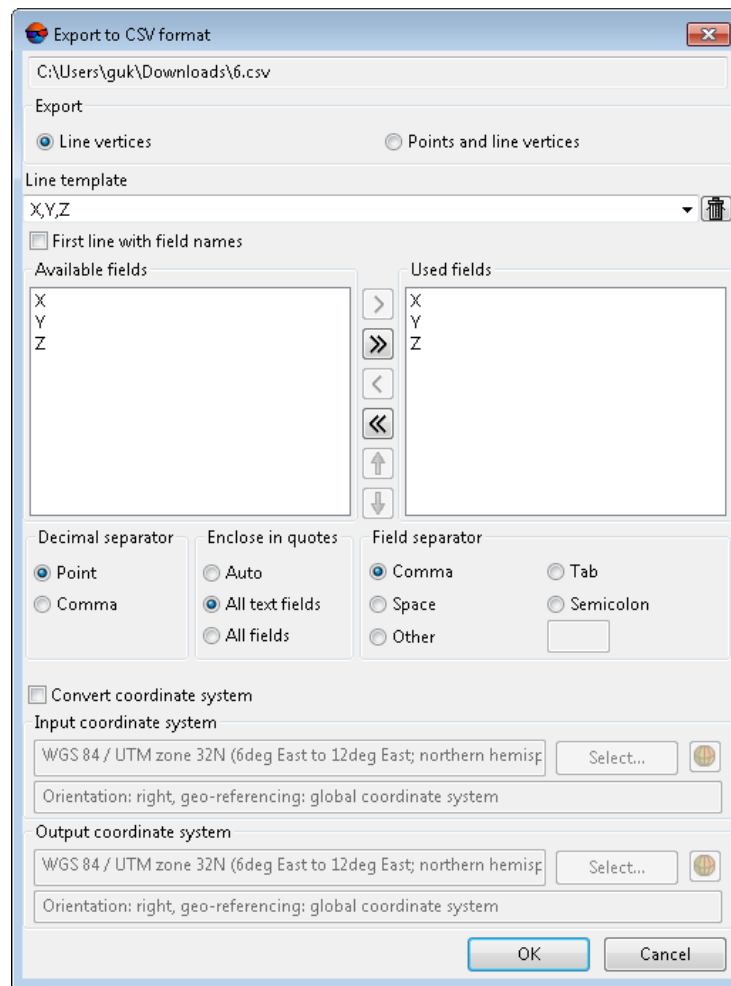 Export to CSV format
C:\Users\guk\Downloads\6.csv
Export
Line vertices
Points and line vertices
Line template
X,Y,Z
First line with field names
Available fields
X
Y
Z
Used fields
X
Y
Z
Decimal separator
Point
Comma
Enclose in quotes
Auto
All text fields
All fields
Field separator
Comma
Tab
Space
Semicolon
Other
Convert coordinate system
Input coordinate system
WGS 84 / UTM zone 32N (6deg East to 12deg East; northern hemisp
Select...
Orientation: right, geo-referencing: global coordinate system
Output coordinate system
WGS 84 / UTM zone 32N (6deg East to 12deg East; northern hemisp
Select...
Orientation: right, geo-referencing: global coordinate system
OK
Cancel